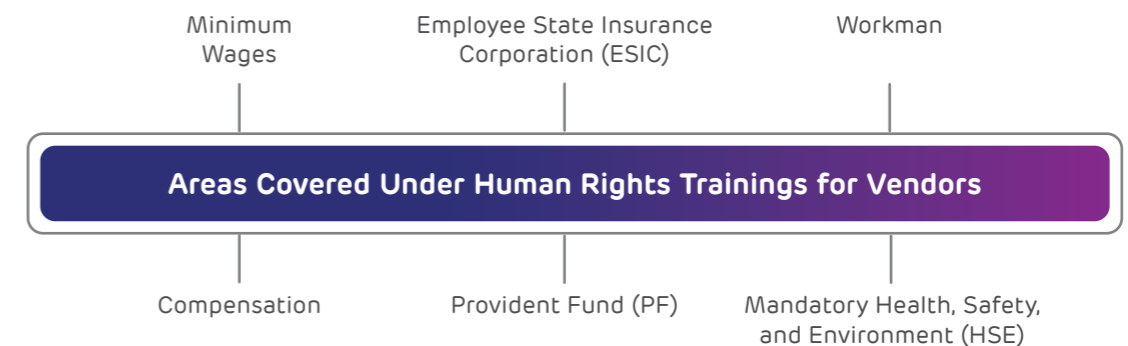 Minimum
Wages
Employee State Insurance
Corporation (ESIC)
Workman
Areas Covered Under Human Rights Trainings for Vendors
Compensation
Provident Fund (PF)
Mandatory Health, Safety,
and Environment (HSE)